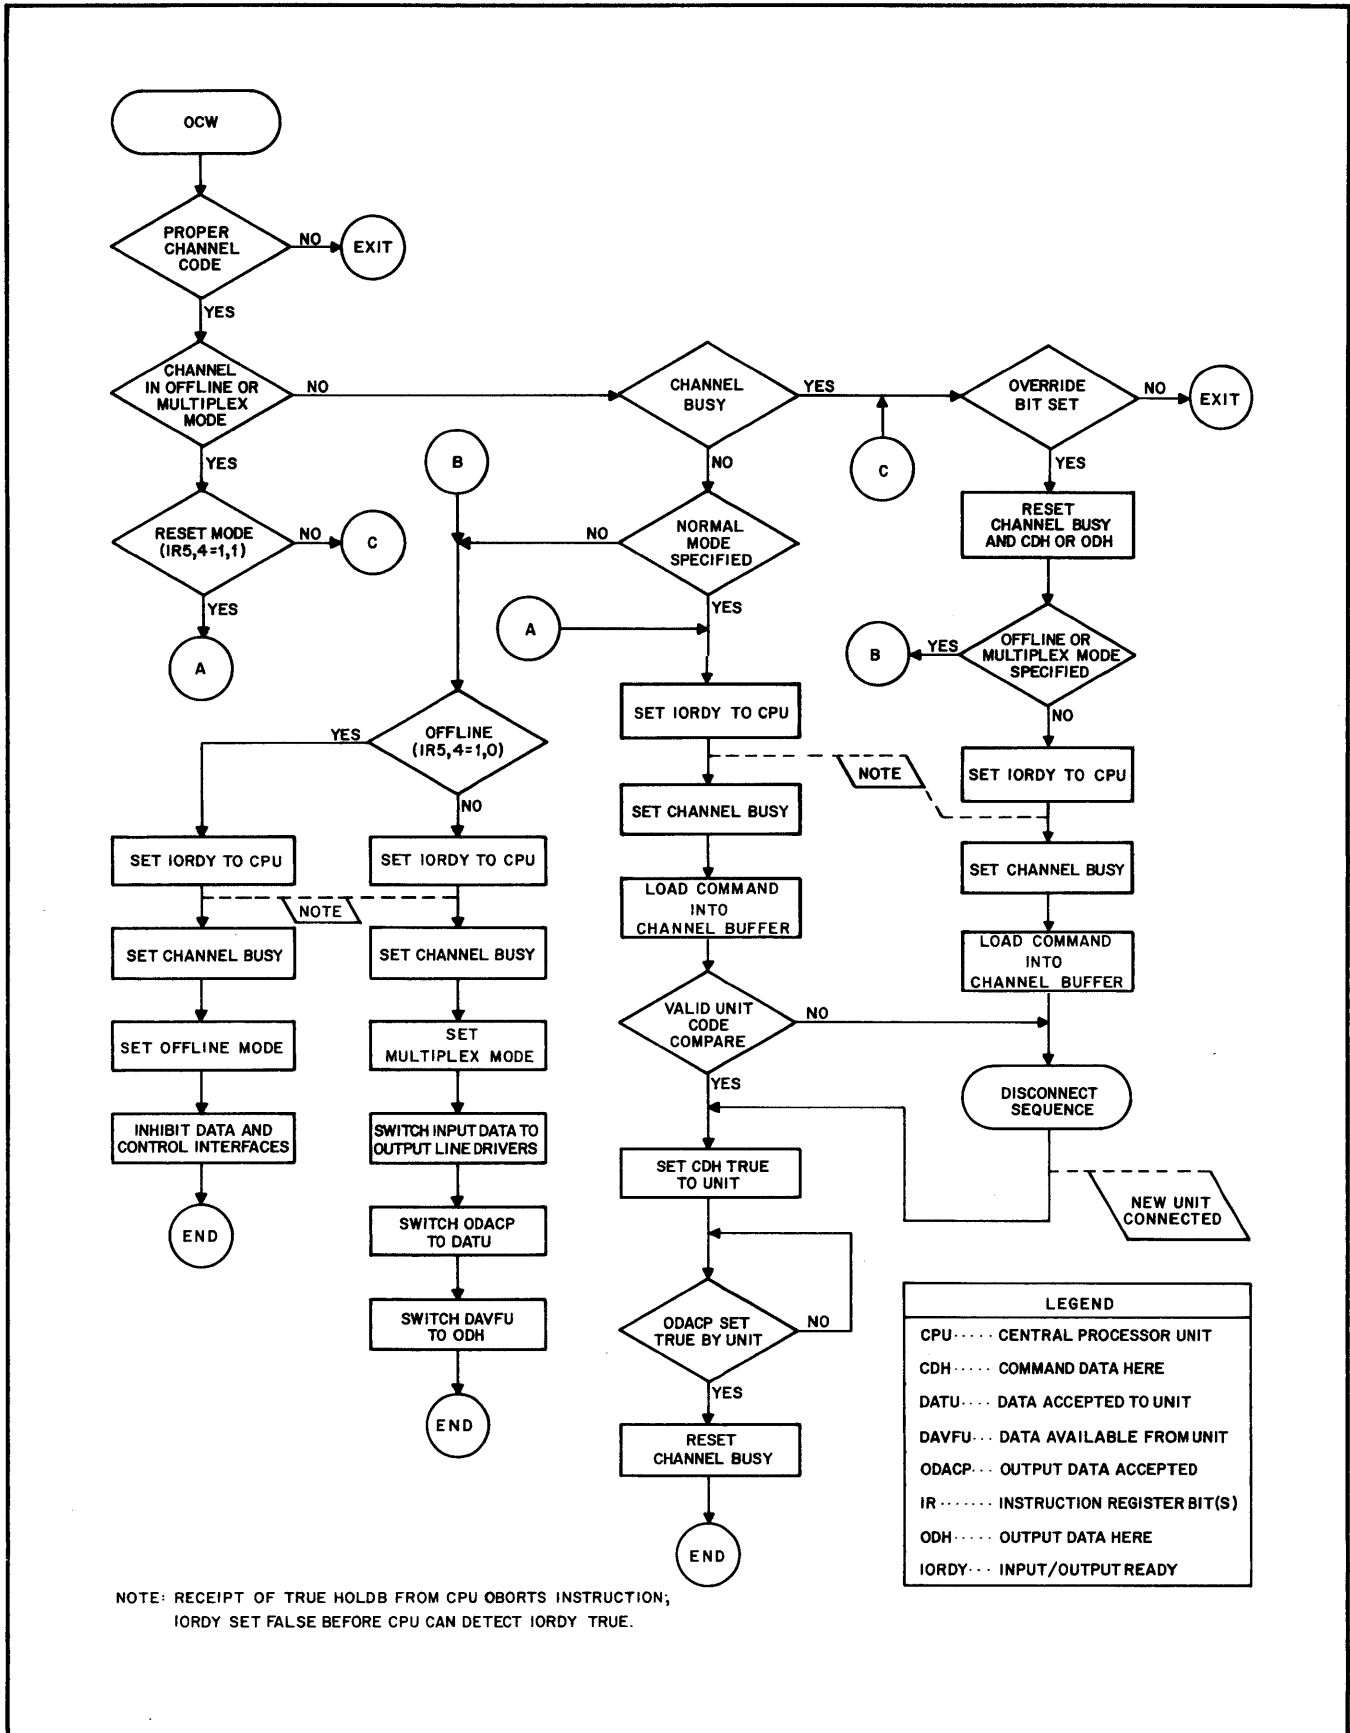 OCW
PROPER
CHANNEL
CODE
NO
EXIT
YES
CHANNEL
IN OFFLINE OR
MULTIPLEX
MODE
NO
CHANNEL
BUSY
YES
OVERRIDE
BIT SET
NO
EXIT
C
YES
B
NO
YES
RESET MODE
(IR5,4=1,1)
NO
C
NO
NORMAL
MODE
SPECIFIED
RESET
CHANNEL BUSY
AND CDH OR ODH
YES
A
A
YES
B
YES
OFFLINE OR
MULTIPLEX MODE
SPECIFIED
NO
YES
OFFLINE
(IR5,4=1,0)
NO
SET IORDY TO CPU
NOTE
SET IORDY TO CPU
SET IORDY TO CPU
SET IORDY TO CPU
SET CHANNEL BUSY
SET CHANNEL BUSY
NOTE
LOAD COMMAND
INTO
CHANNEL BUFFER
SET CHANNEL BUSY
SET CHANNEL BUSY
LOAD COMMAND
INTO
CHANNEL BUFFER
SET OFFLINE MODE
SET
MULTIPLEX MODE
VALID UNIT
CODE
COMPARE
NO
YES
DISCONNECT
SEQUENCE
INHIBIT DATA AND
CONTROL INTERFACES
SWITCH INPUT DATA TO
OUTPUT LINE DRIVERS
SET CDH TRUE
TO UNIT
NEW UNIT
CONNECTED
END
SWITCH ODACP
TO DATU
SWITCH DAVFU
TO ODH
ODACP SET
TRUE BY UNIT
NO
YES
END
RESET
CHANNEL BUSY
END
LEGEND
CPU ····· CENTRAL PROCESSOR UNIT
CDH ····· COMMAND DATA HERE
DATU ···· DATA ACCEPTED TO UNIT
DAVFU ··· DATA AVAILABLE FROM UNIT
ODACP ··· OUTPUT DATA ACCEPTED
IR ······· INSTRUCTION REGISTER BIT(S)
ODH ····· OUTPUT DATA HERE
IORDY ··· INPUT/OUTPUT READY
NOTE: RECEIPT OF TRUE HOLDB FROM CPU OBORTS INSTRUCTION;
IORDY SET FALSE BEFORE CPU CAN DETECT IORDY TRUE.